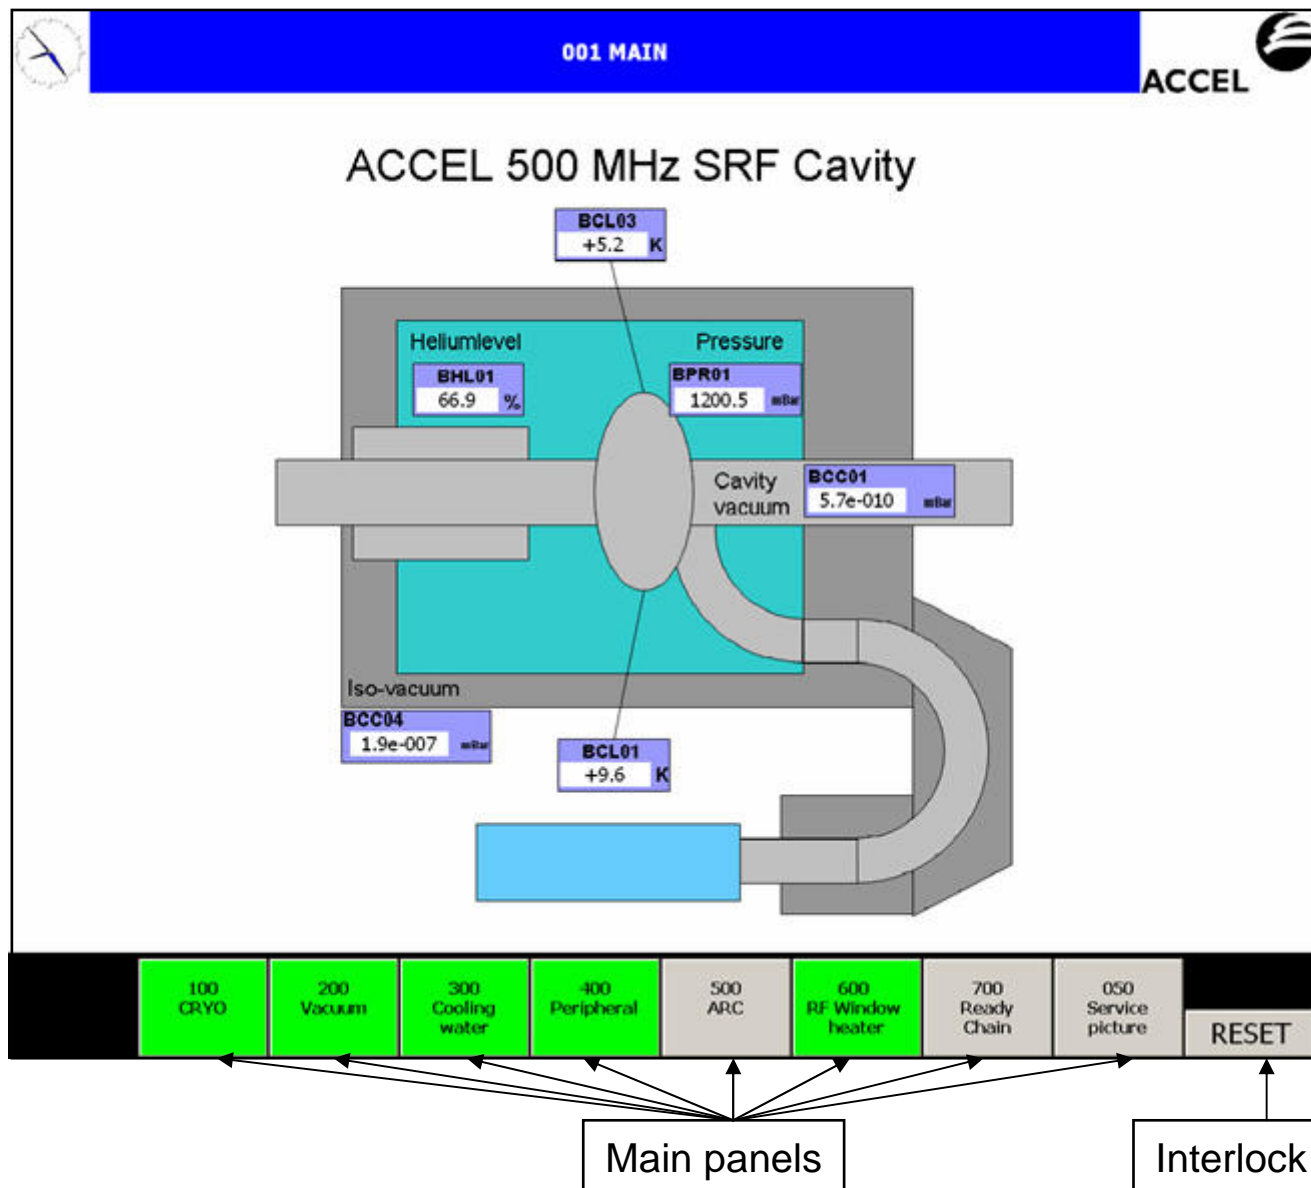 001 MAIN
ACCEL
ACCEL 500 MHz SRF Cavity
BCL03
+5.2 K
Heliumlevel
Pressure
BHL01
66.9 %
BPR01
1200.5 mBar
Cavity
vacuum
BCC01
5.7e-010 mBar
Iso-vacuum
BCC04
1.9e-007 mBar
BCL01
+9.6 K
100
CRYO
200
Vacuum
300
Cooling
water
400
Peripheral
500
ARC
600
RF Window
heater
700
Ready
Chain
050
Service
picture
RESET
Main panels
Interlock